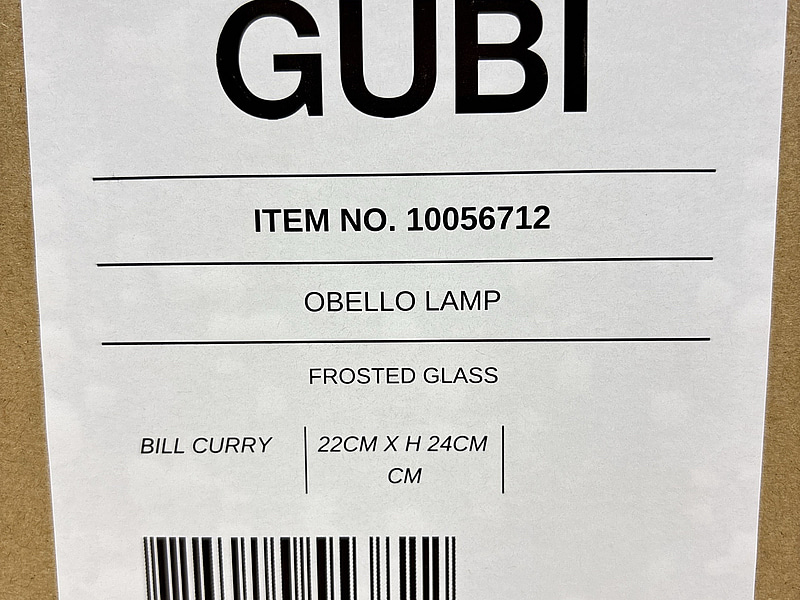 GUBI
ITEM NO. 10056712
OBELLO LAMP
FROSTED GLASS
BILL CURRY
22CM X H 24CM
CM